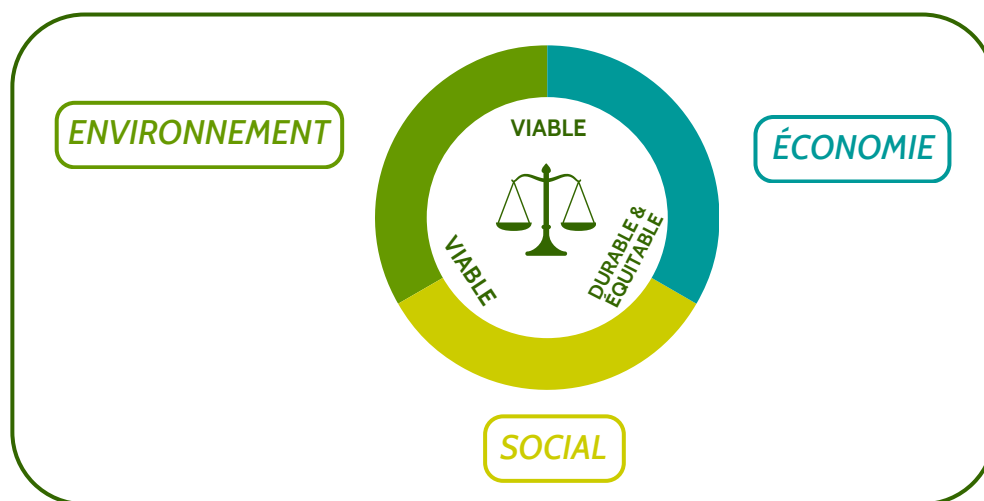 VIABLE
ENVIRONNEMENT
ÉCONOMIE
VIABLE
DURABLE &
ÉQUITABLE
SOCIAL